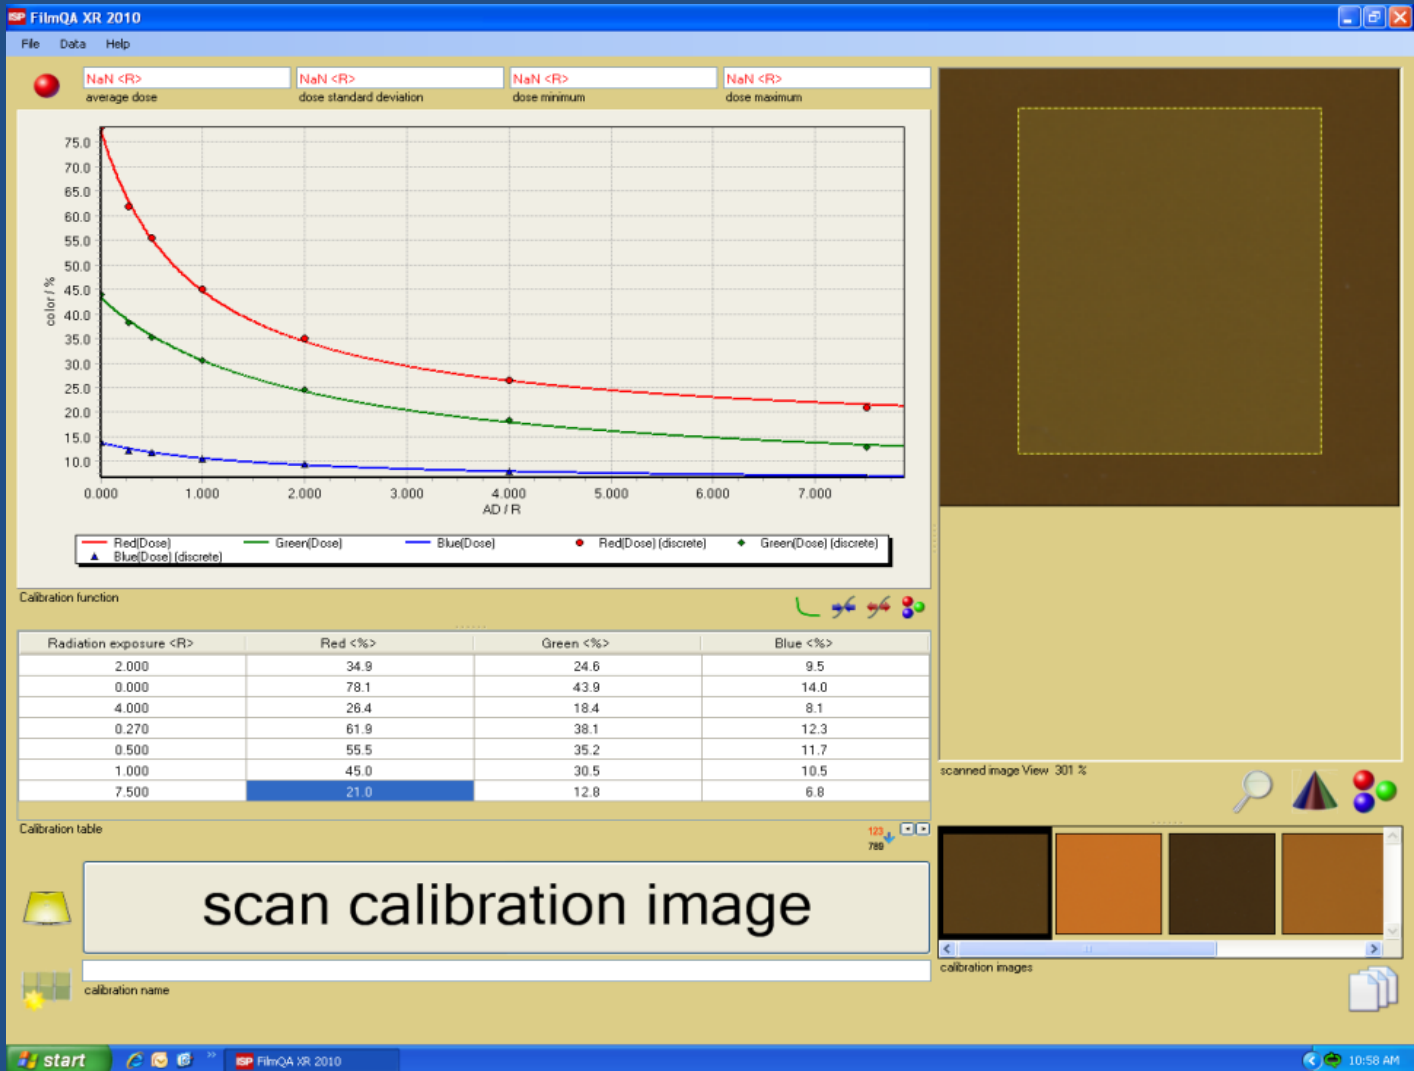 ISP FilmQA XR 2010
File Data Help
NaN <R> NaN <R> NaN <R> NaN <R>
average dose dose standard deviation dose minimum dose maximum
75.0
70.0
65.0
60.0
55.0
50.0
45.0
40.0
35.0
30.0
25.0
20.0
15.0
10.0
color / %
0.000 1.000 2.000 3.000 4.000 5.000 6.000 7.000
AD / R
Red(Dose) Green(Dose) Blue(Dose) Red(Dose) (discrete) Green(Dose) (discrete)
Blue(Dose) (discrete)
Calibration function
Radiation exposure <R> Red <%> Green <%> Blue <%>
2.000 34.9 24.6 9.5
0.000 78.1 43.9 14.0
4.000 26.4 18.4 8.1
0.270 61.9 38.1 12.3
0.500 55.5 35.2 11.7
1.000 45.0 30.5 10.5
7.500 21.0 12.8 6.8
Calibration table
123
789
scan calibration image
calibration name
scanned image View 301 %
calibration images
start
ISP FilmQA XR 2010
10:58 AM